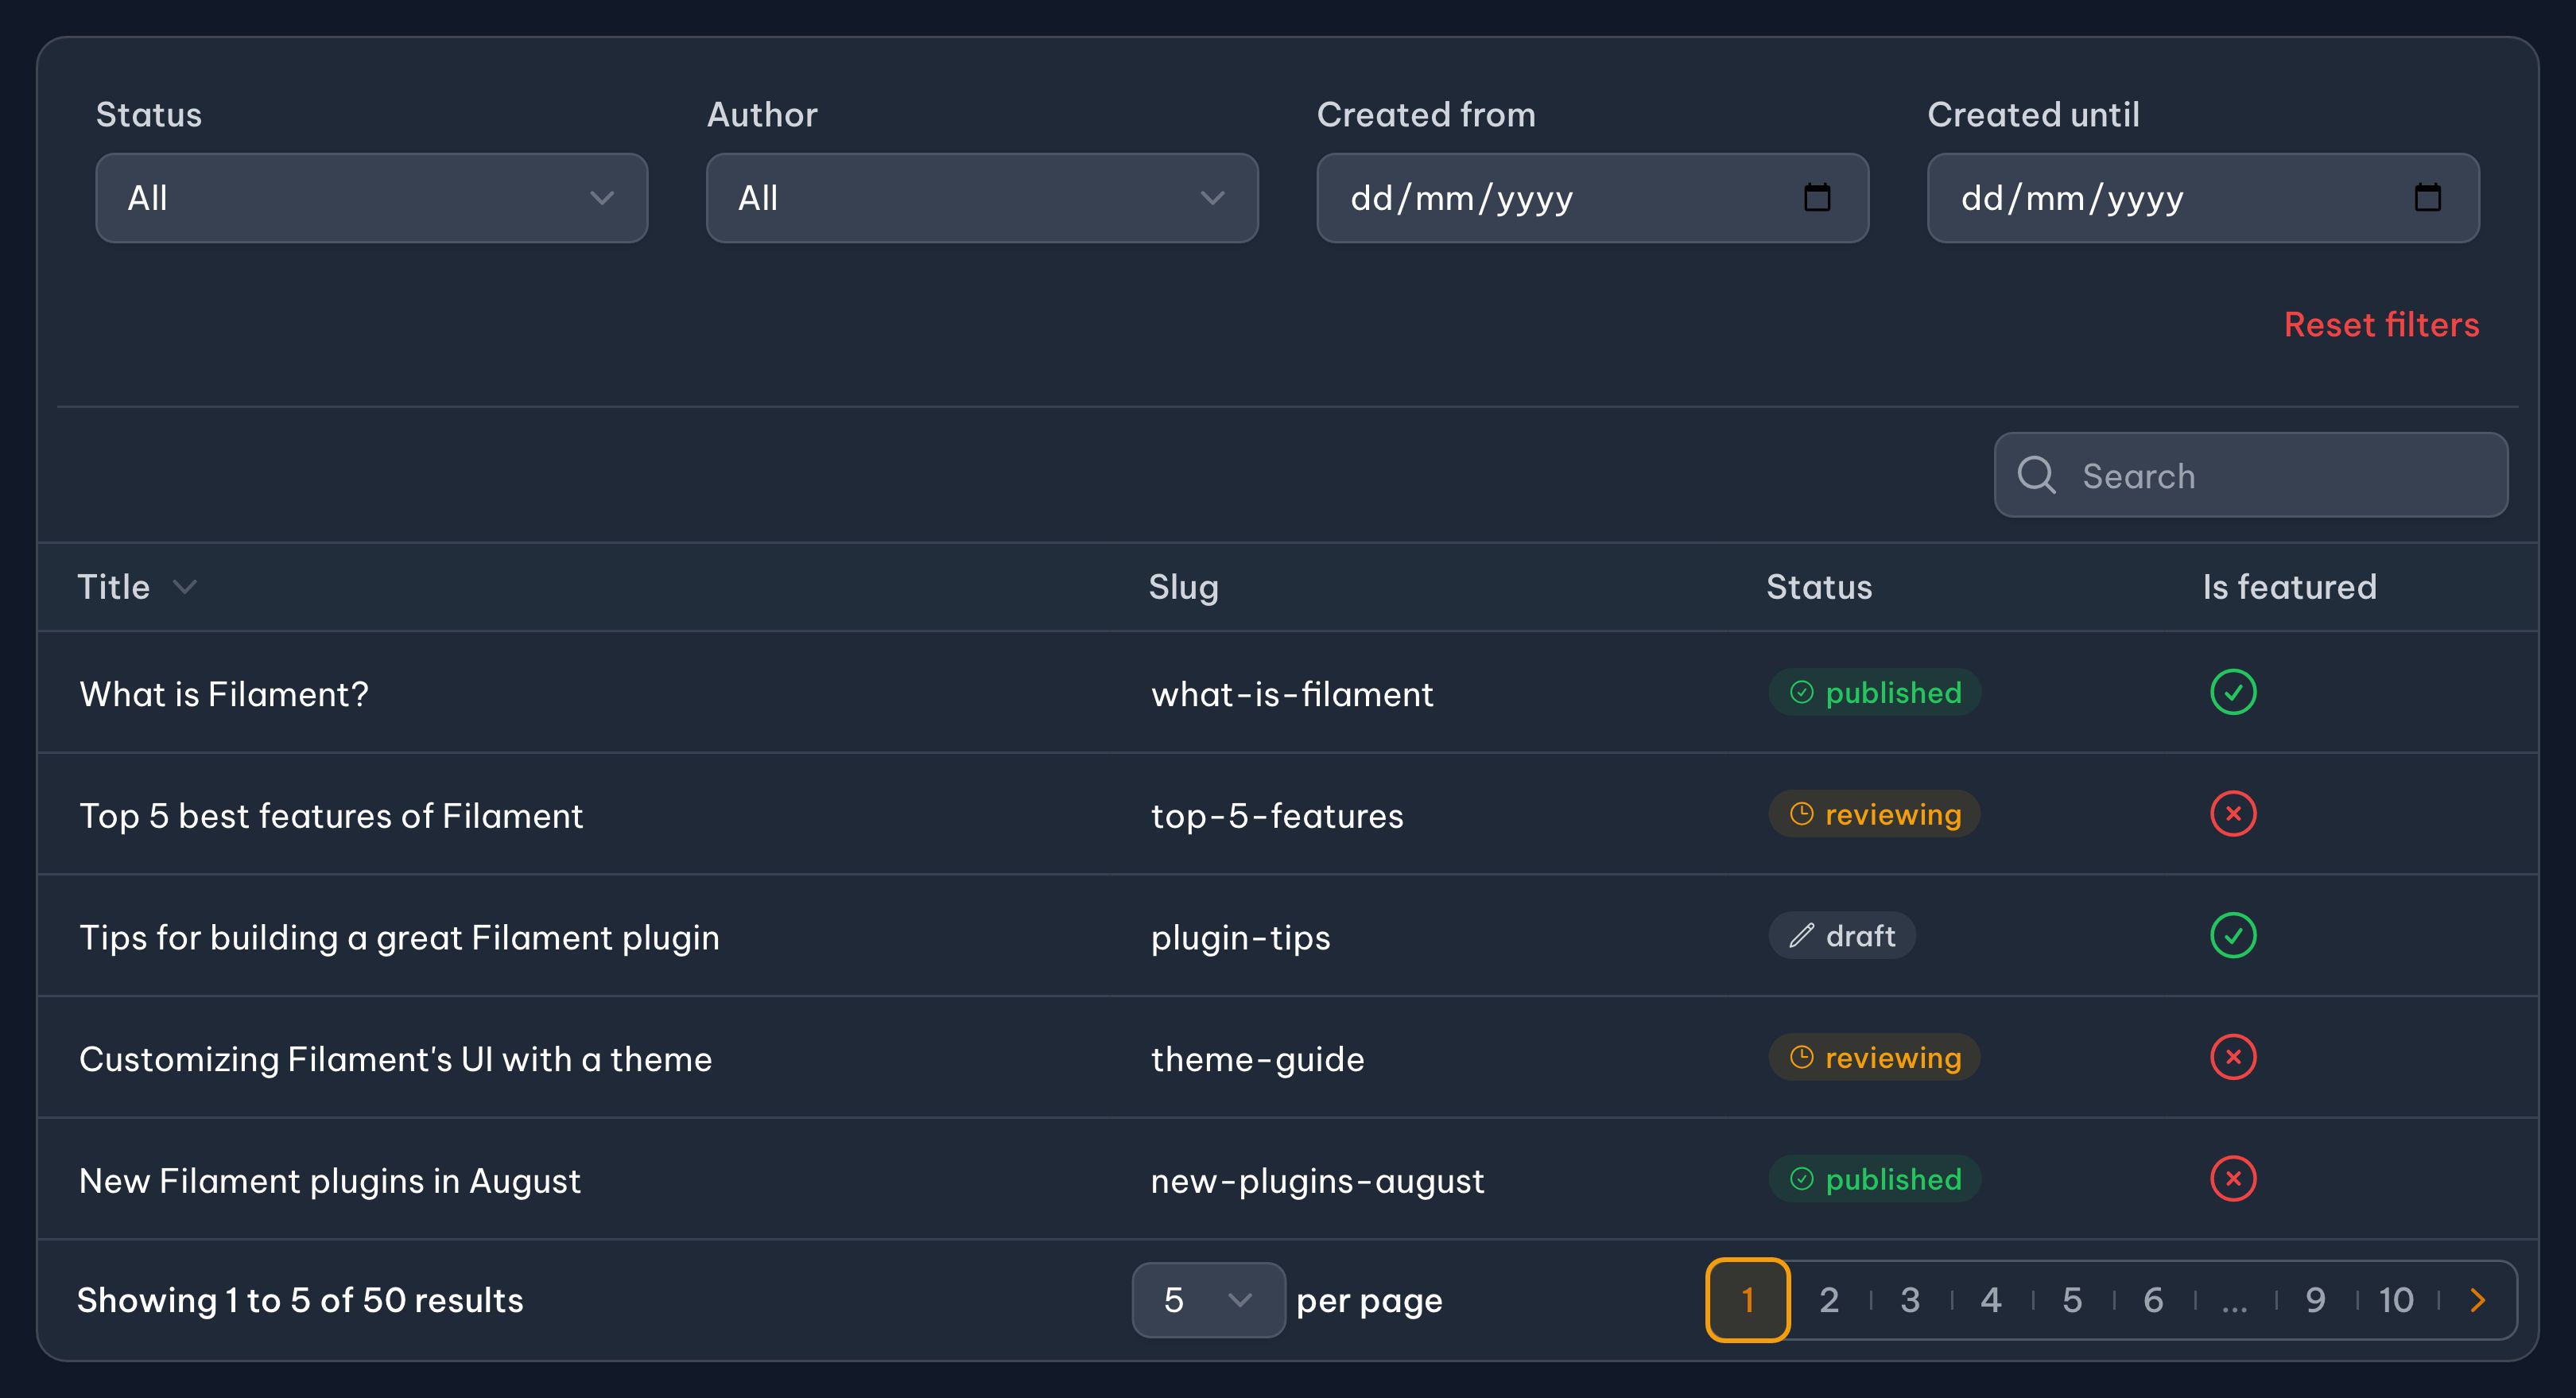 Status Author Created from Created until
All All dd/mm/yyyy dd/mm/yyyy
Reset filters
Search
Title Slug Status Is featured
What is Filament? what-is-filament published
Top 5 best features of Filament top-5-features reviewing
Tips for building a great Filament plugin plugin-tips draft
Customizing Filament's UI with a theme theme-guide reviewing
New Filament plugins in August new-plugins-august published
Showing 1 to 5 of 50 results 5 per page 1 2 3 4 5 6 ... 9 10